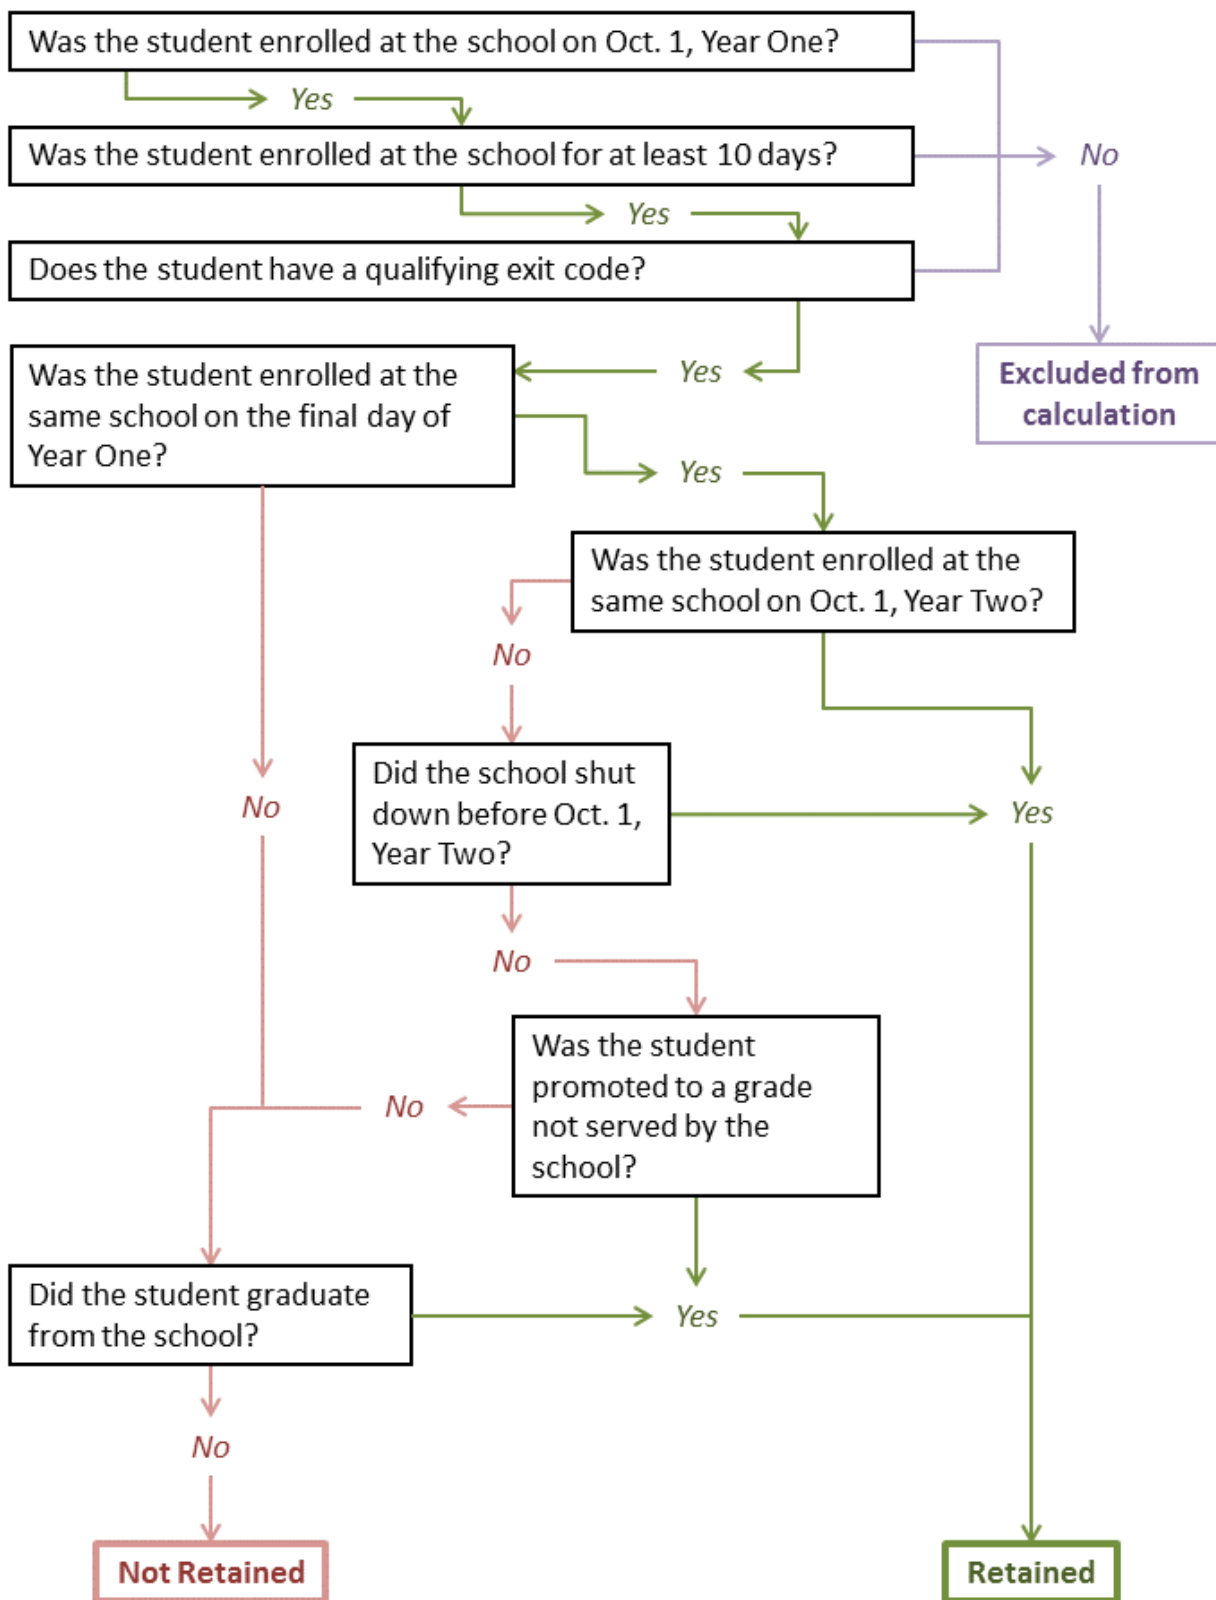 Was the student enrolled at the school on Oct. 1, Year One?
Yes
Was the student enrolled at the school for at least 10 days?
No
Yes
Does the student have a qualifying exit code?
Was the student enrolled at the
same school on the final day of
Year One?
Yes
Excluded from
calculation
Yes
Was the student enrolled at the
same school on Oct. 1, Year Two?
No
Did the school shut
down before Oct. 1,
Year Two?
No
Yes
No
Was the student
promoted to a grade
not served by the
school?
No
Did the student graduate
from the school?
Yes
No
Not Retained
Retained